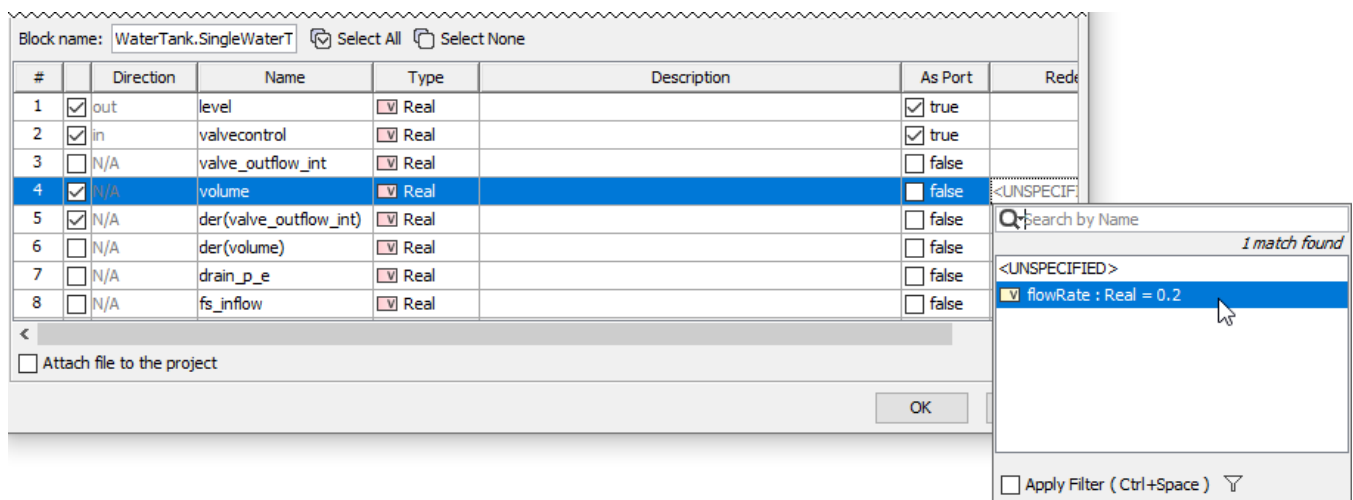 Block name: WaterTank.SingleWaterT Select All Select None
# Direction Name Type Description As Port Rede
1 out level V Real true
2 in valvecontrol V Real true
3 N/A valve_outflow_int V Real false
4 N/A volume V Real false <UNSPECIFI
5 N/A der(valve_outflow_int) V Real false
6 N/A der(volume) V Real false
7 N/A drain_p_e V Real false
8 N/A fs_inflow V Real false
Attach file to the project
OK
Search by Name
1 match found
<UNSPECIFIED>
V flowRate : Real = 0.2
Apply Filter ( Ctrl+Space )